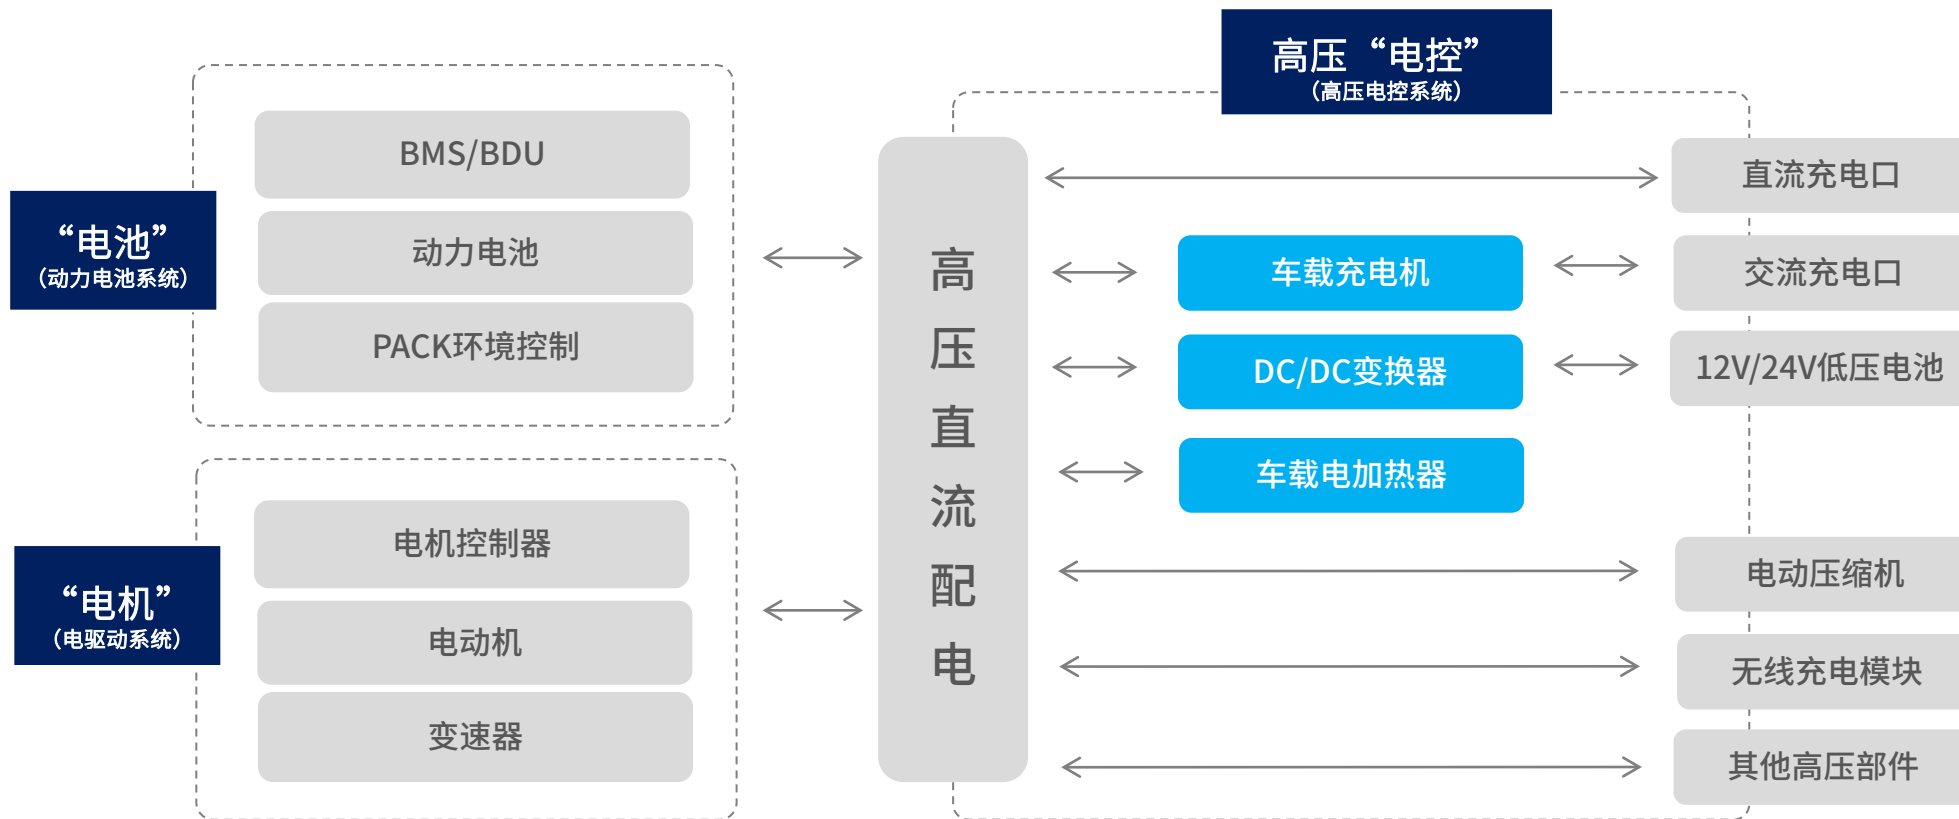 “电池”
（动力电池系统）
BMS/BDU
动力电池
PACK环境控制
“电机”
（电驱动系统）
电机控制器
电动机
变速器
高压直流配电
高压“电控”
（高压电控系统）
直流充电口
车载充电机
交流充电口
DC/DC变换器
12V/24V低压电池
车载电加热器
电动压缩机
无线充电模块
其他高压部件